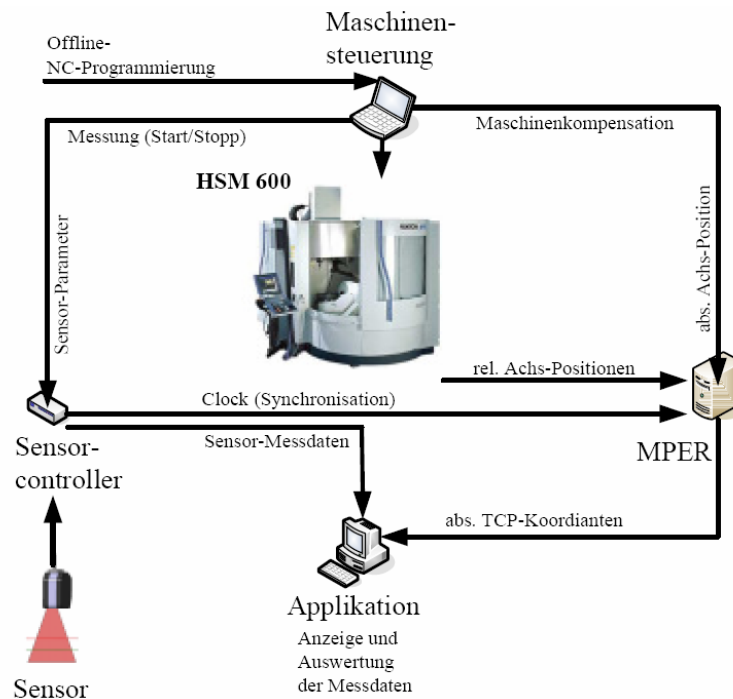 Maschinen-
steuerung
Offline-
NC-Programmierung
Messung (Start/Stopp)
Maschinenkompensation
HSM 600
Sensor-Parameter
abs. Achs-Position
rel. Achs-Positionen
Clock (Synchronisation)
Sensor-Messdaten
MPER
Sensor-
controller
abs. TCP-Koordianten
Applikation
Anzeige und
Auswertung
der Messdaten
Sensor